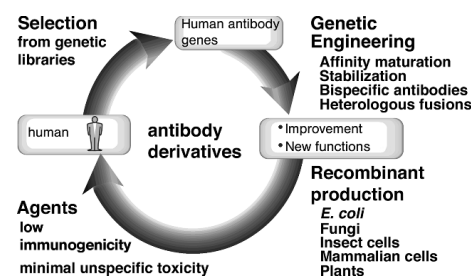 Selection
from genetic
libraries
Human antibody
genes
Genetic
Engineering
Affinity maturation
Stabilization
Bispecific antibodies
Heterologous fusions
human
antibody
derivatives
• Improvement
• New functions
Recombinant
production
E. coli
Fungi
Insect cells
Mammalian cells
Plants
Agents
low
immunogenicity
minimal unspecific toxicity